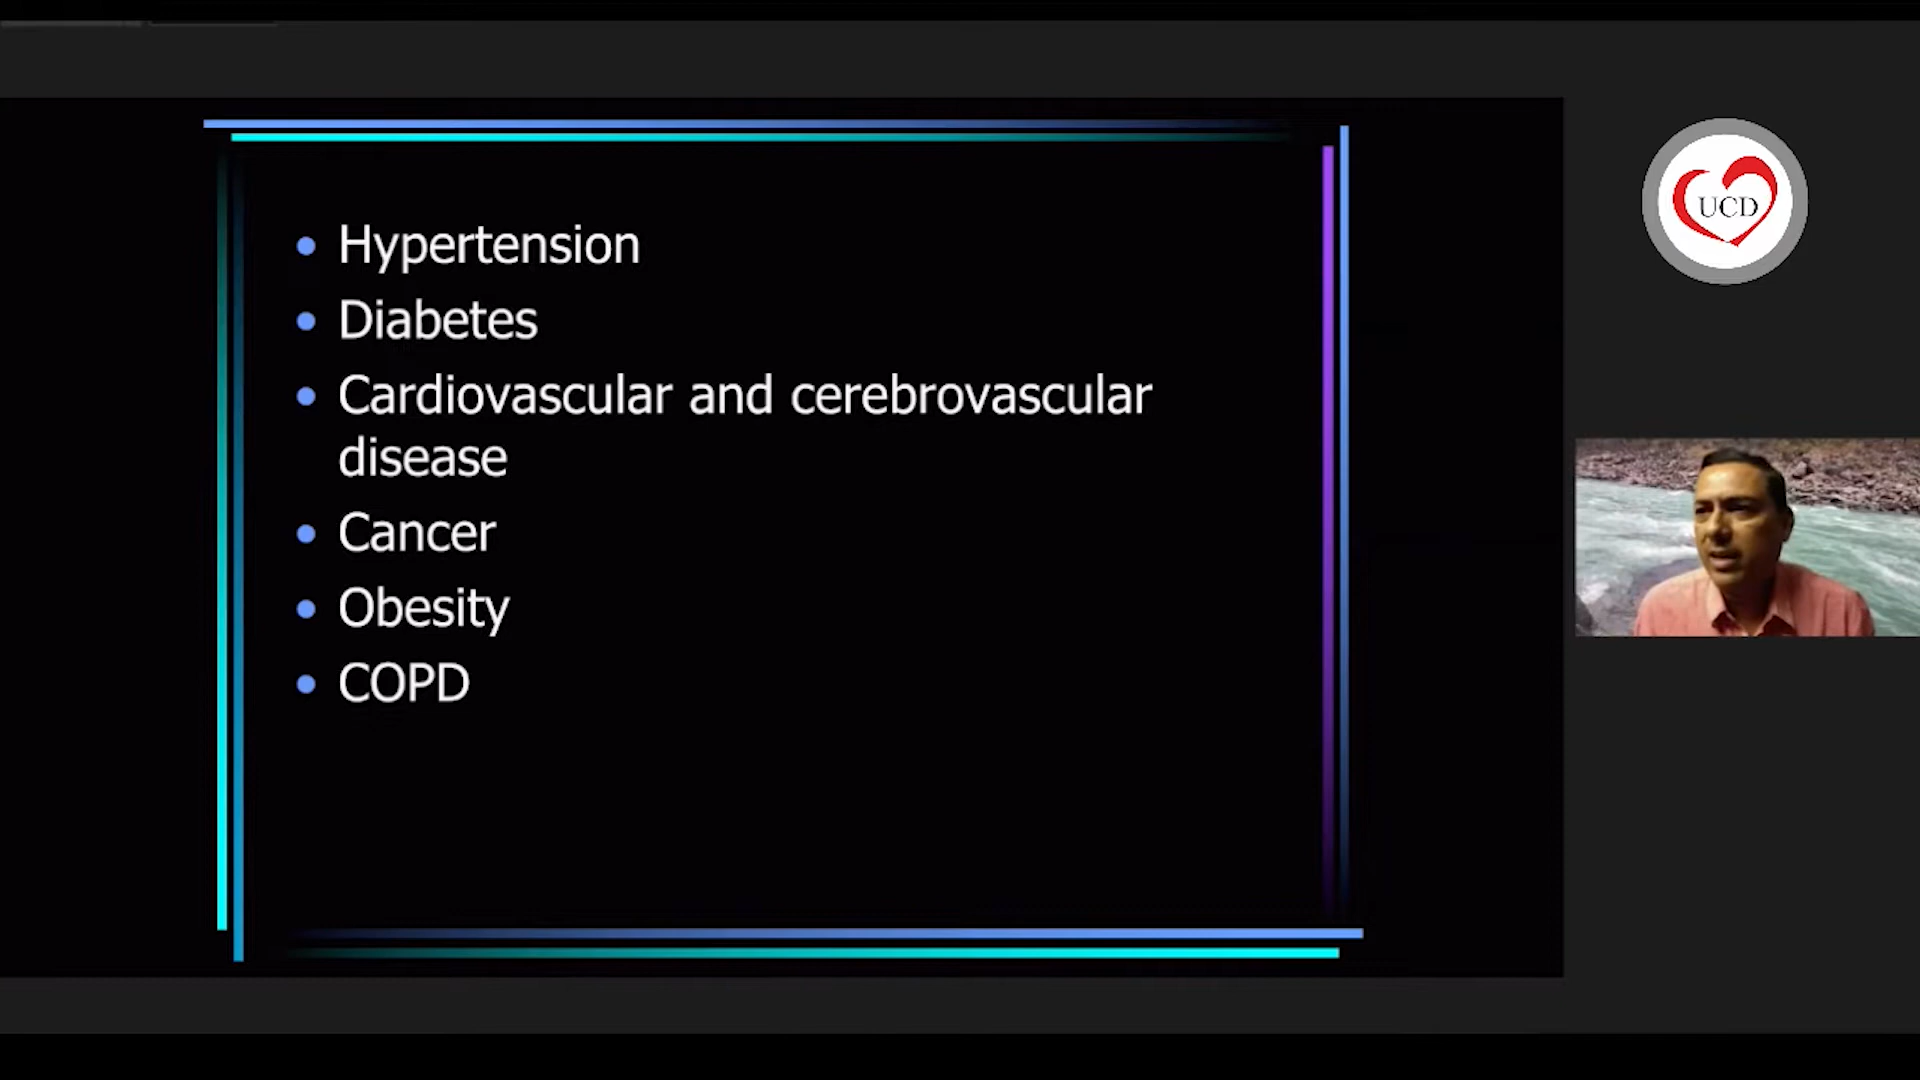 Hypertension
Diabetes
Cardiovascular and cerebrovascular
disease
Cancer
Obesity
COPD
UCD